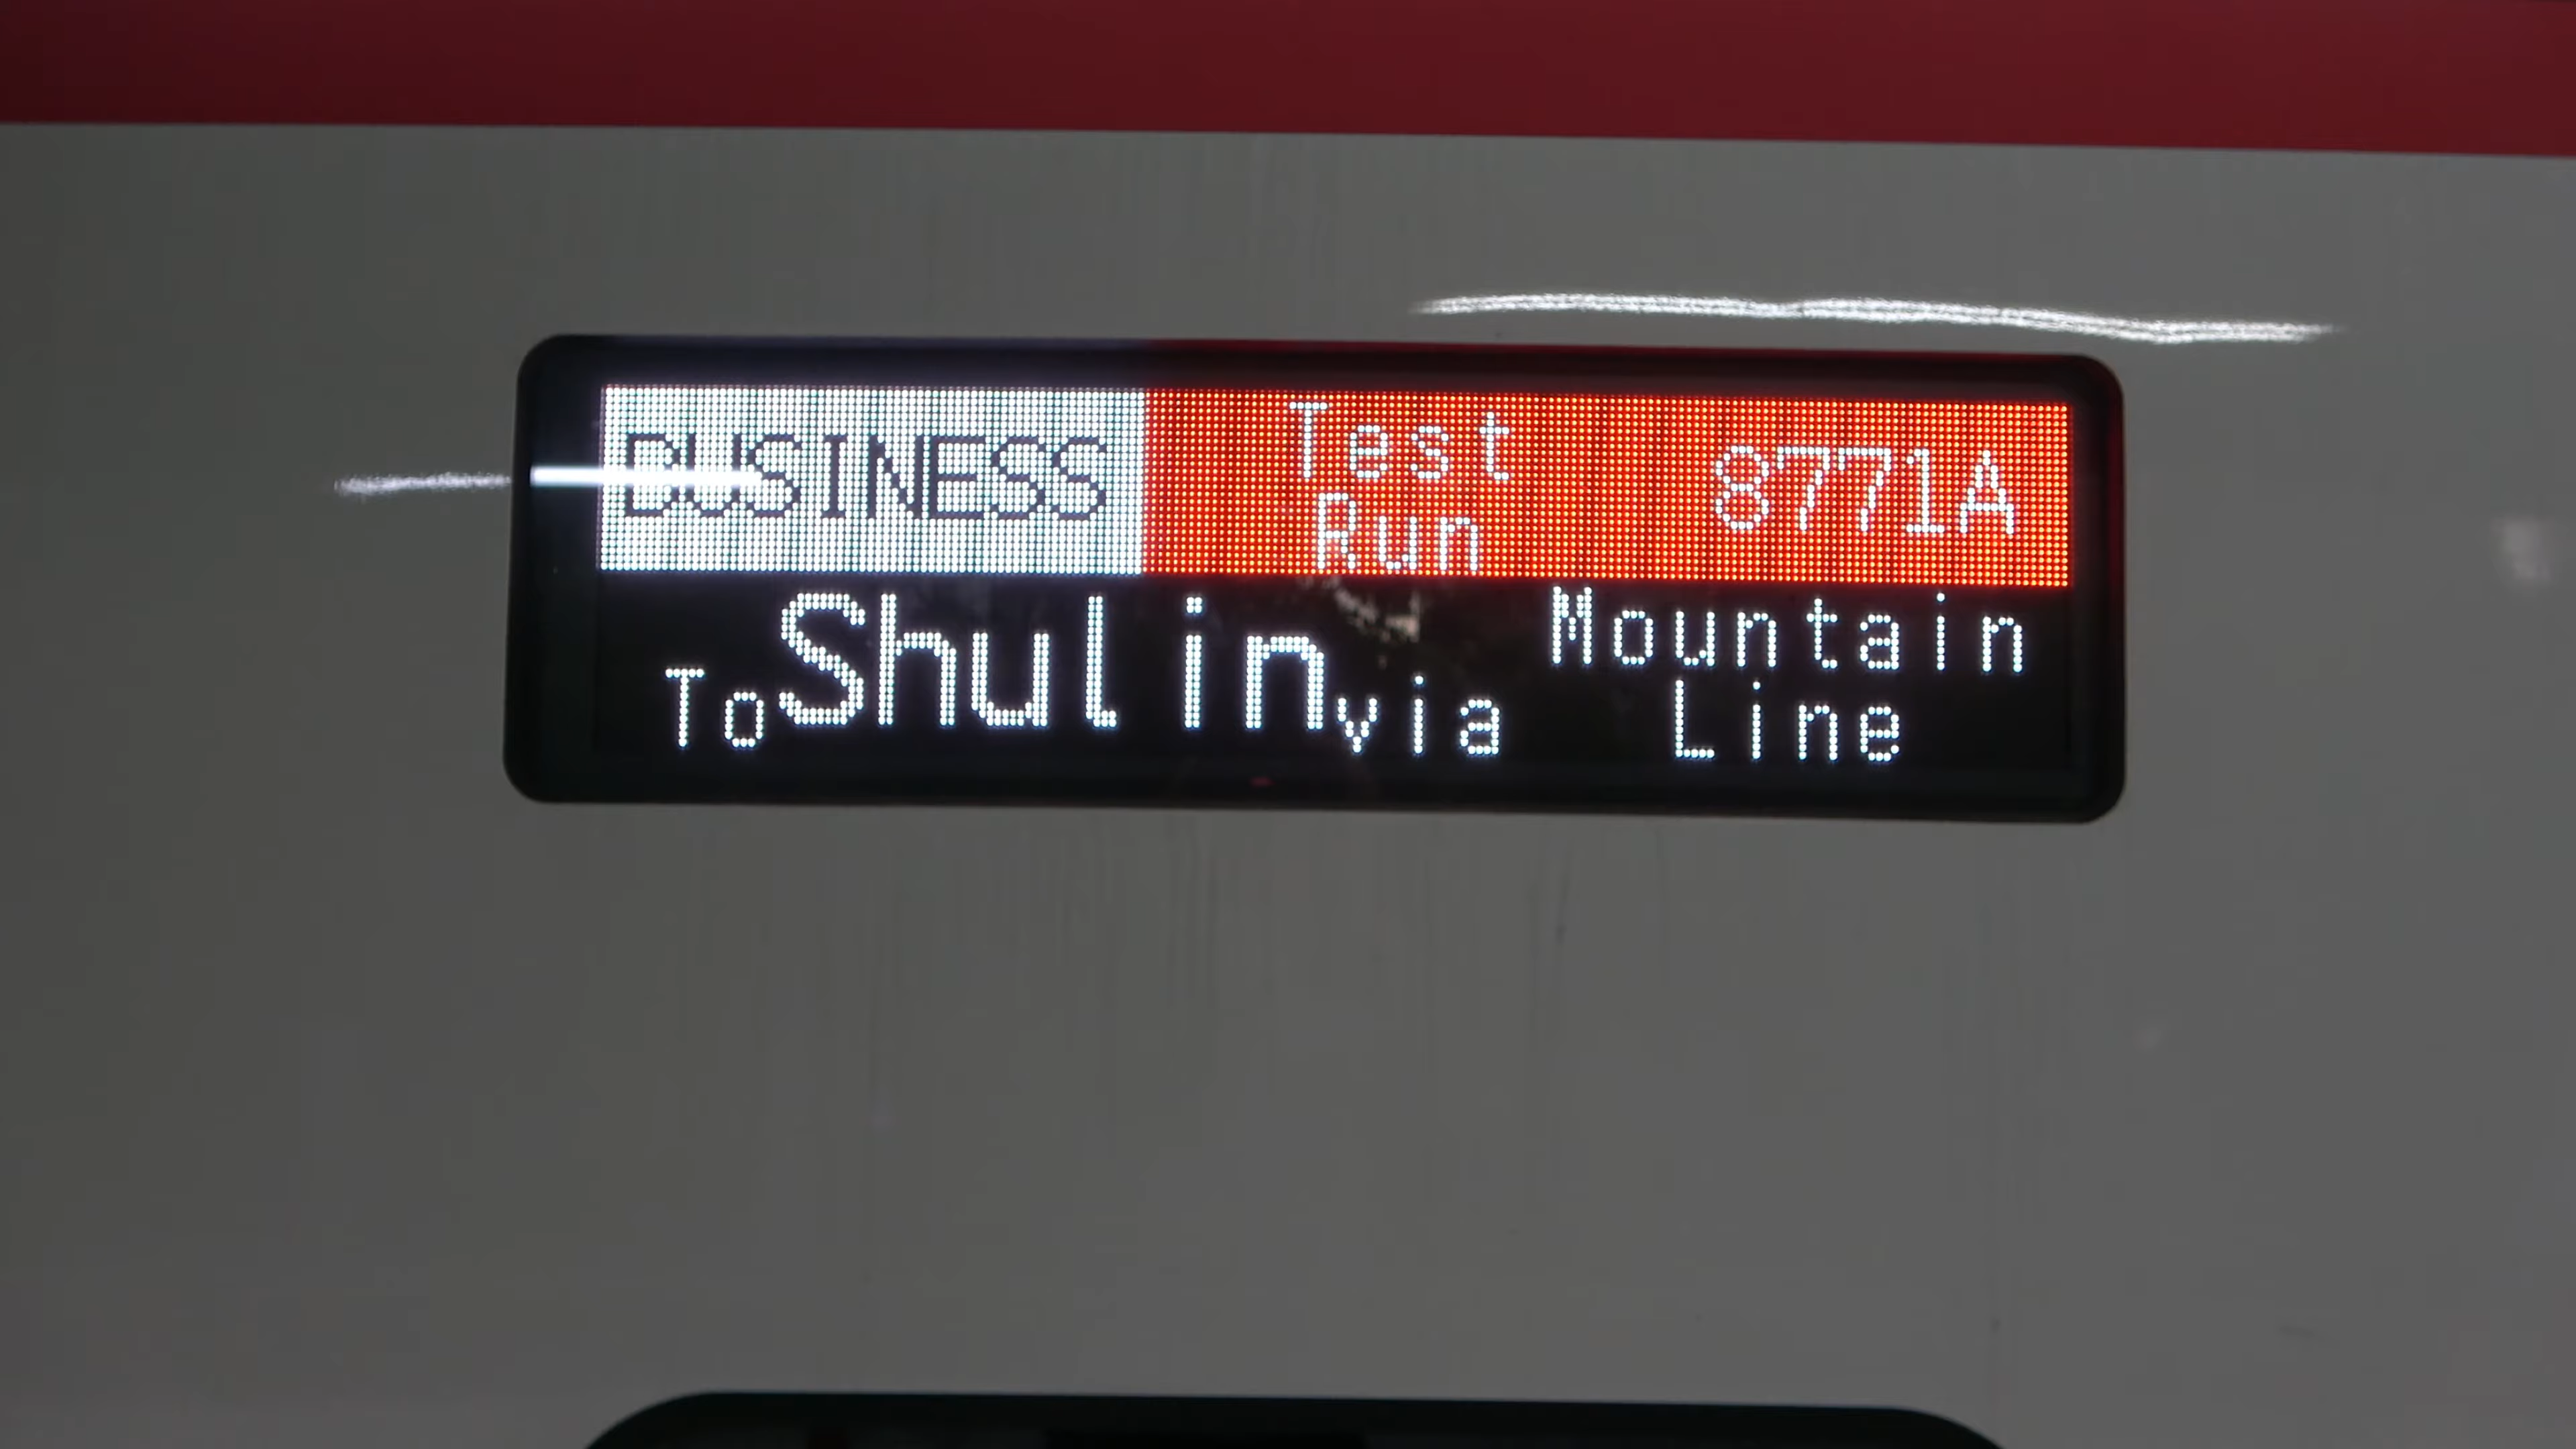 BUSINESS
Test
Run
8771A
To Shulin via
Mountain
Line